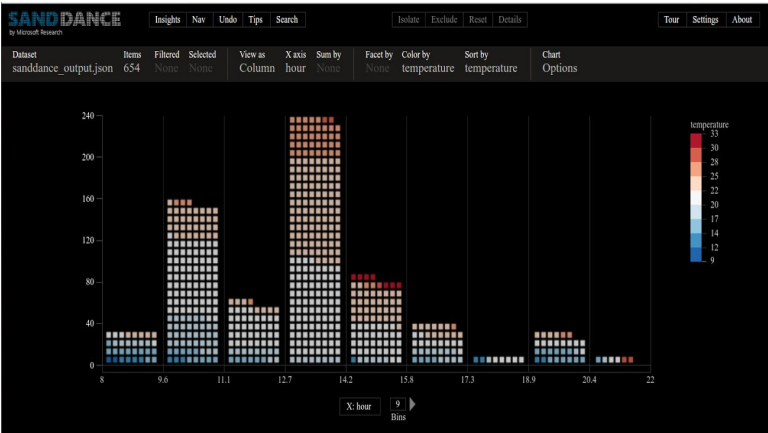 SANDDANCE
by Microsoft Research
Insights Nav Undo Tips Search
Isolate Exclude Reset Details
Tour Settings About
Dataset Items Filtered Selected View as X axis Sum by Facet by Color by Sort by Chart
sanddance_output.json 654 None None Column hour None None temperature temperature Options
temperature
33
30
28
25
22
20
17
14
12
9
240
200
160
120
80
40
0
8 9.6 11.1 12.7 14.2 15.8 17.3 18.9 20.4 22
X: hour 9
Bins